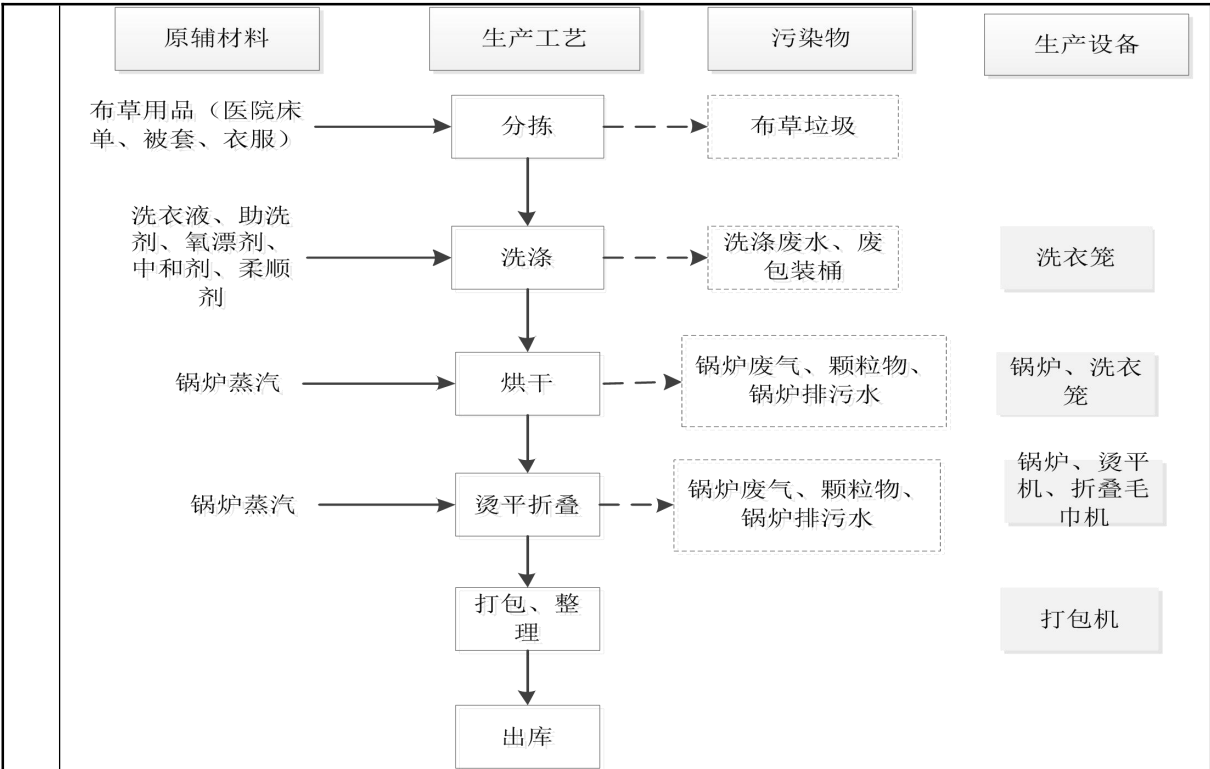 原辅材料
生产工艺
污染物
生产设备
布草用品（医院床
单、被套、衣服）
分拣
布草垃圾
洗衣液、助洗
剂、氧漂剂、
中和剂、柔顺
剂
洗涤
洗涤废水、废
包装桶
洗衣笼
锅炉蒸汽
烘干
锅炉废气、颗粒物、
锅炉排污水
锅炉、洗衣
笼
锅炉蒸汽
烫平折叠
锅炉废气、颗粒物、
锅炉排污水
锅炉、烫平
机、折叠毛
巾机
打包、整
理
打包机
出库